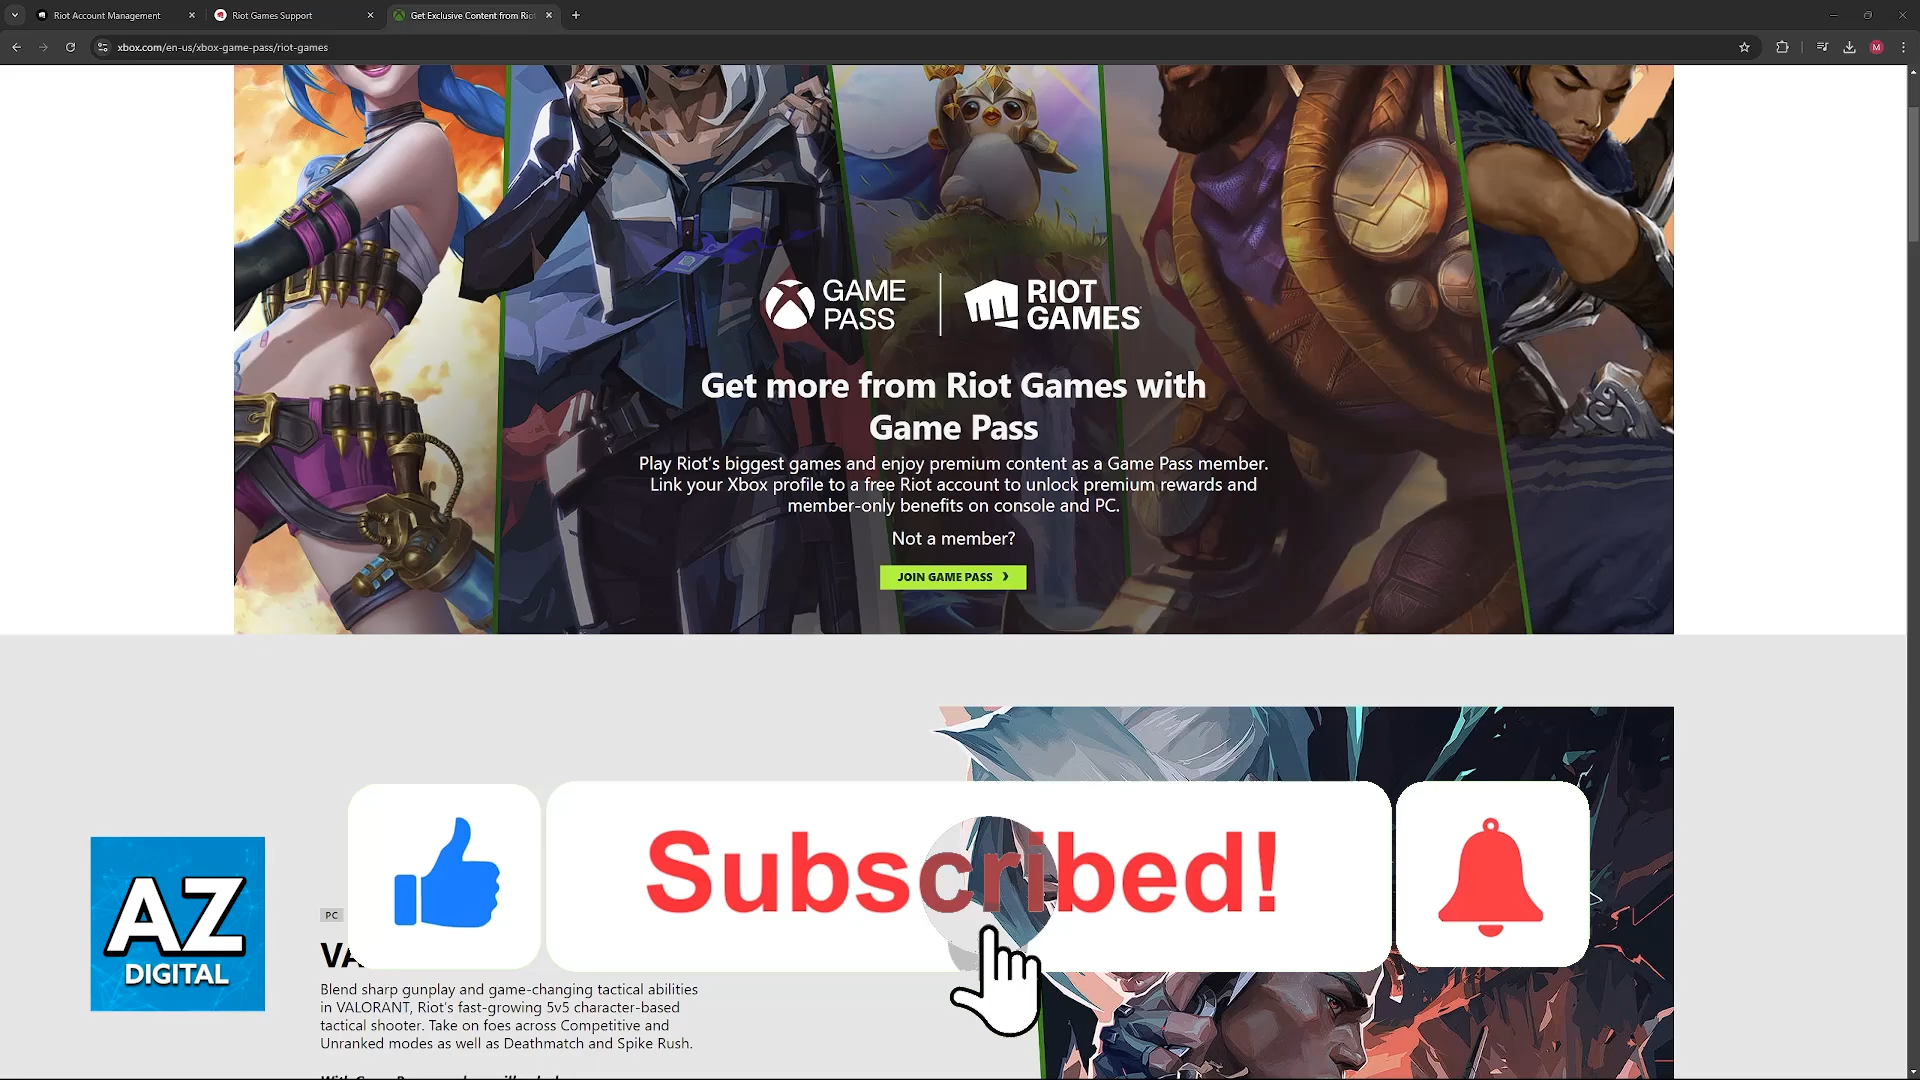 Riot Account Management
Riot Games Support
Get Exclusive Content from Riot
xbox.com/en-us/xbox-game-pass/riot-games
M
GAME PASS
RIOT GAMES
Get more from Riot Games with
Game Pass
Play Riot's biggest games and enjoy premium content as a Game Pass member.
Link your Xbox profile to a free Riot account to unlock premium rewards and
member-only benefits on console and PC.
Not a member?
JOIN GAME PASS
Subscribed!
AZ
DIGITAL
PC
VA
Blend sharp gunplay and game-changing tactical abilities
in VALORANT, Riot's fast-growing 5v5 character-based
tactical shooter. Take on foes across Competitive and
Unranked modes as well as Deathmatch and Spike Rush.